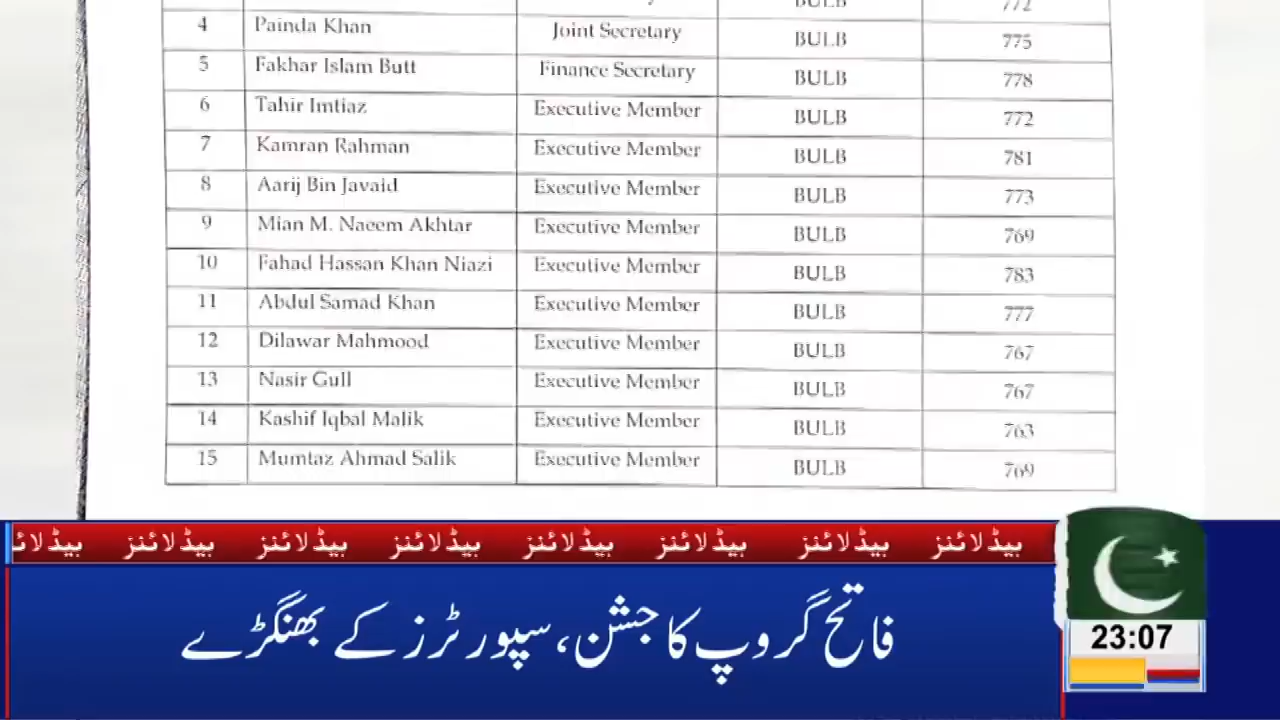 BULB 772
4 Painda Khan Joint Secretary BULB 775
5 Fakhar Islam Butt Finance Secretary BULB 778
6 Tahir Imtiaz Executive Member BULB 772
7 Kamran Rahman Executive Member BULB 781
8 Aarij Bin Javaid Executive Member BULB 773
9 Mian M. Naeem Akhtar Executive Member BULB 769
10 Fahad Hassan Khan Niazi Executive Member BULB 783
11 Abdul Samad Khan Executive Member BULB 777
12 Dilawar Mahmood Executive Member BULB 767
13 Nasir Gull Executive Member BULB 767
14 Kashif Iqbal Malik Executive Member BULB 763
15 Mumtaz Ahmad Salik Executive Member BULB 769
ہیڈلائنز ہیڈلائنز ہیڈلائنز ہیڈلائنز ہیڈلائنز ہیڈلائنز ہیڈلائنز ہیڈلائنز
فاتح گروپ کا جشن، سپورٹرز کے بھنگڑے
23:07